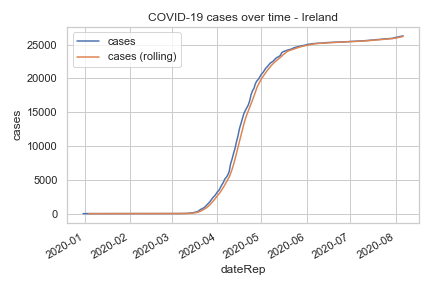 COVID-19 cases over time - Ireland
cases
cases (rolling)
25000
20000
15000
10000
5000
0
cases
2020-01
2020-02
2020-03
2020-04
2020-05
2020-06
2020-07
2020-08
dateRep